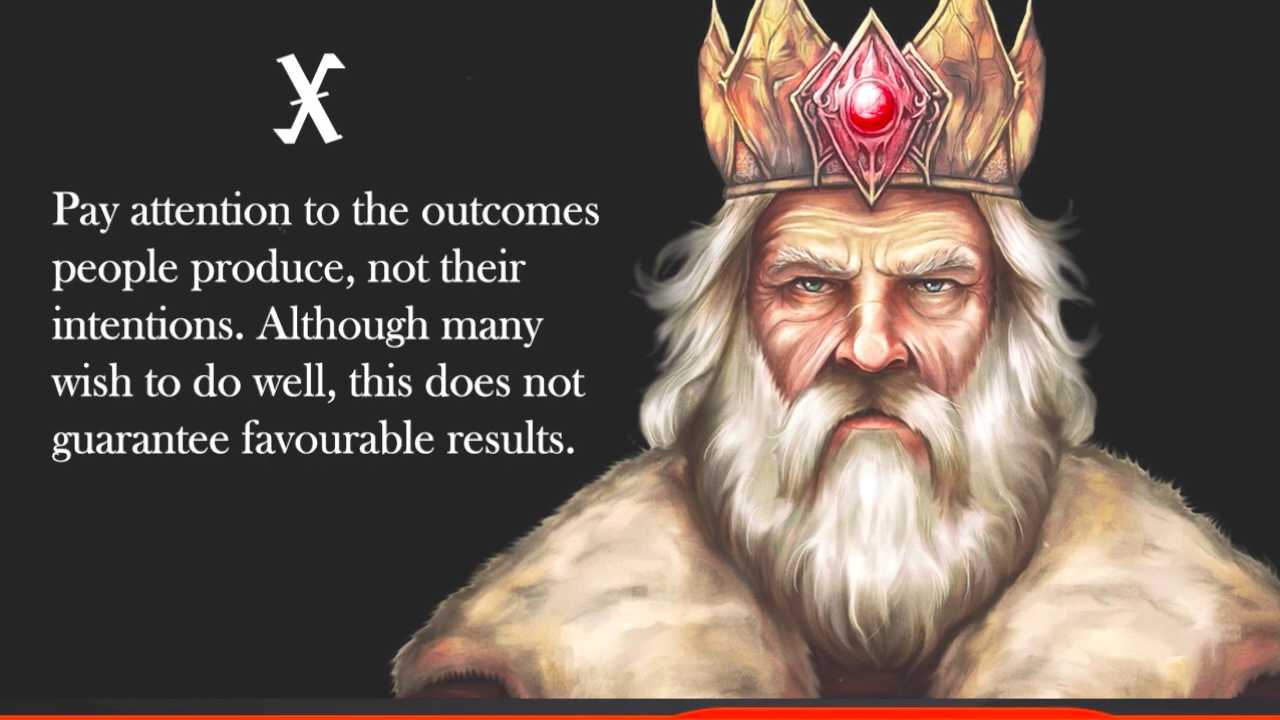 X
Pay attention to the outcomes
people produce, not their
intentions. Although many
wish to do well, this does not
guarantee favourable results.